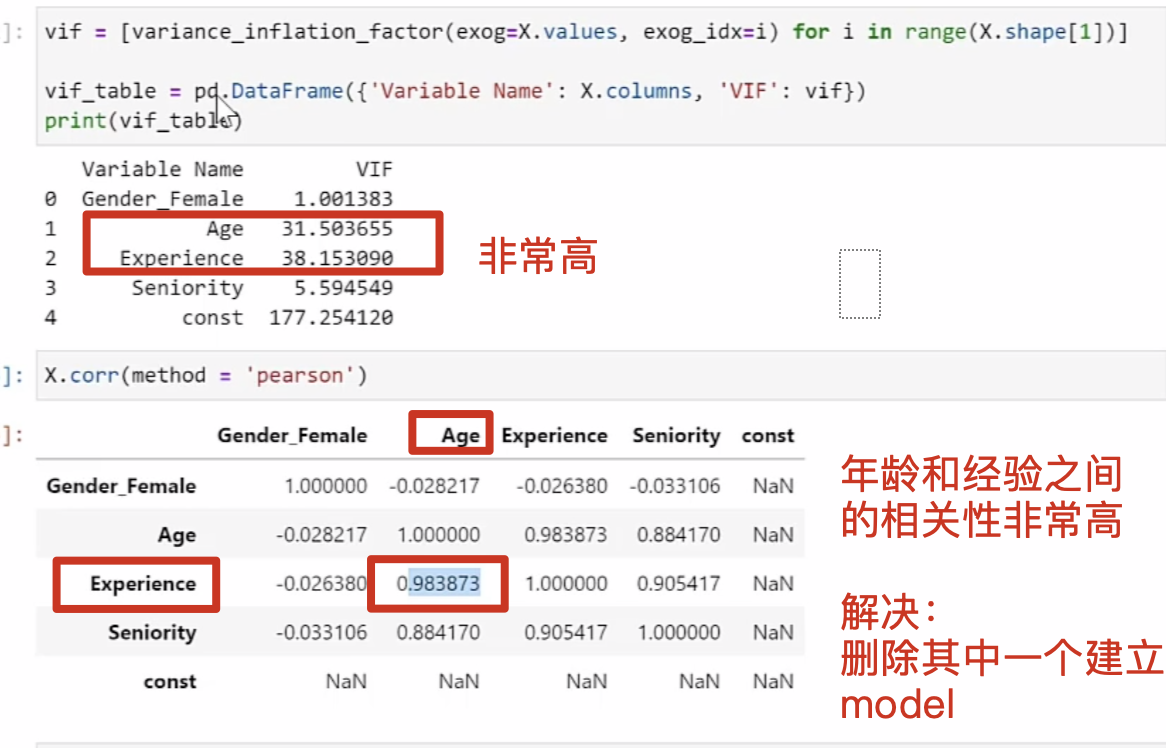 ]: vif = [variance_inflation_factor(exog=X.values, exog_idx=i) for i in range(X.shape[1])]
vif_table = pd.DataFrame({'Variable Name': X.columns, 'VIF': vif})
print(vif_table)
Variable Name VIF
0 Gender_Female 1.001383
1 Age 31.503655
2 Experience 38.153090
非常高
3 Seniority 5.594549
4 const 177.254120
]: X.corr(method = 'pearson')
]: Gender_Female Age Experience Seniority const
Gender_Female 1.000000 -0.028217 -0.026380 -0.033106 NaN
Age -0.028217 1.000000 0.983873 0.884170 NaN
Experience -0.026380 0.983873 1.000000 0.905417 NaN
Seniority -0.033106 0.884170 0.905417 1.000000 NaN
const NaN NaN NaN NaN NaN
年龄和经验之间
的相关性非常高
解决：
删除其中一个建立
model